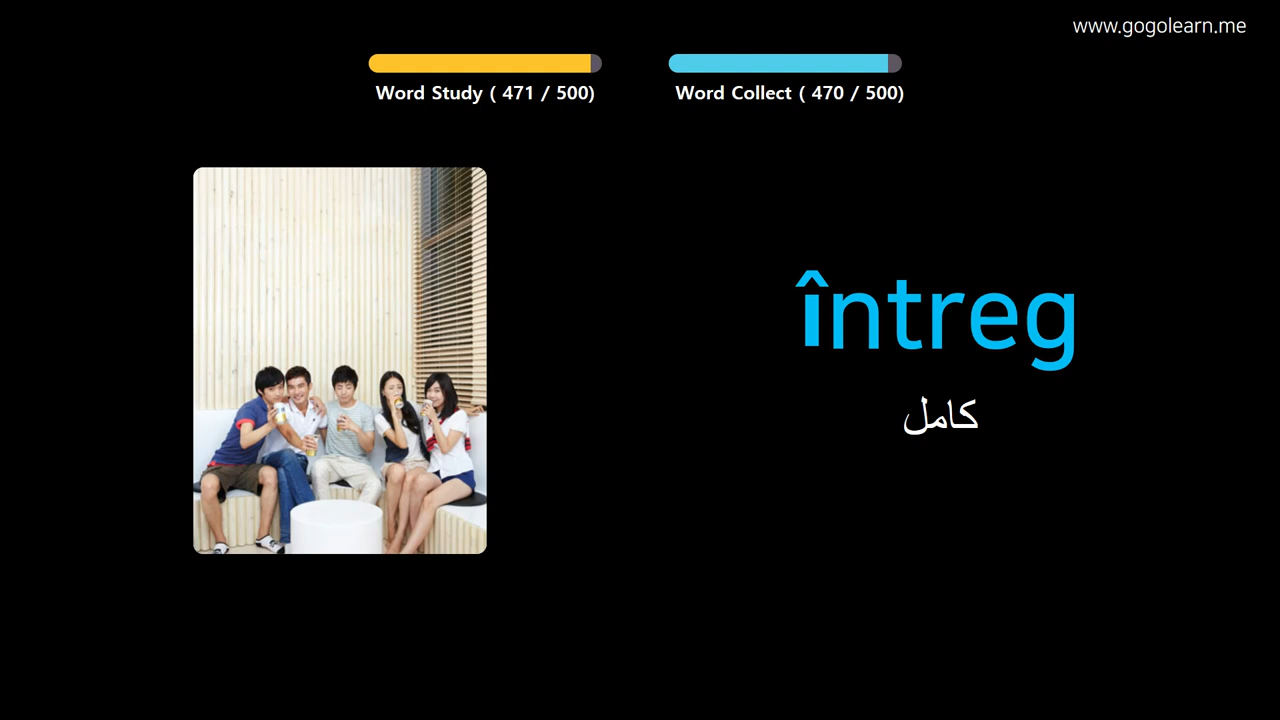 www.gogolearn.me
Word Study ( 471 / 500)
Word Collect ( 470 / 500)
întreg
كامل